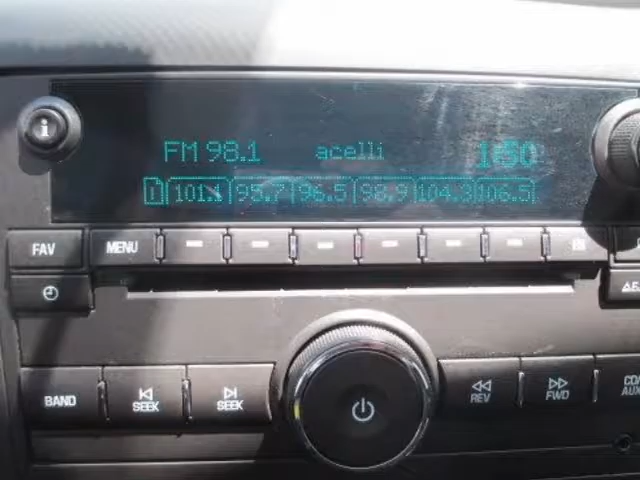 i
FM 98.1 acelli 1:50
1 101.1 95.7 96.5 98.9 104.3 106.5
FAV MENU
BAND SEEK SEEK REV FWD
AUX